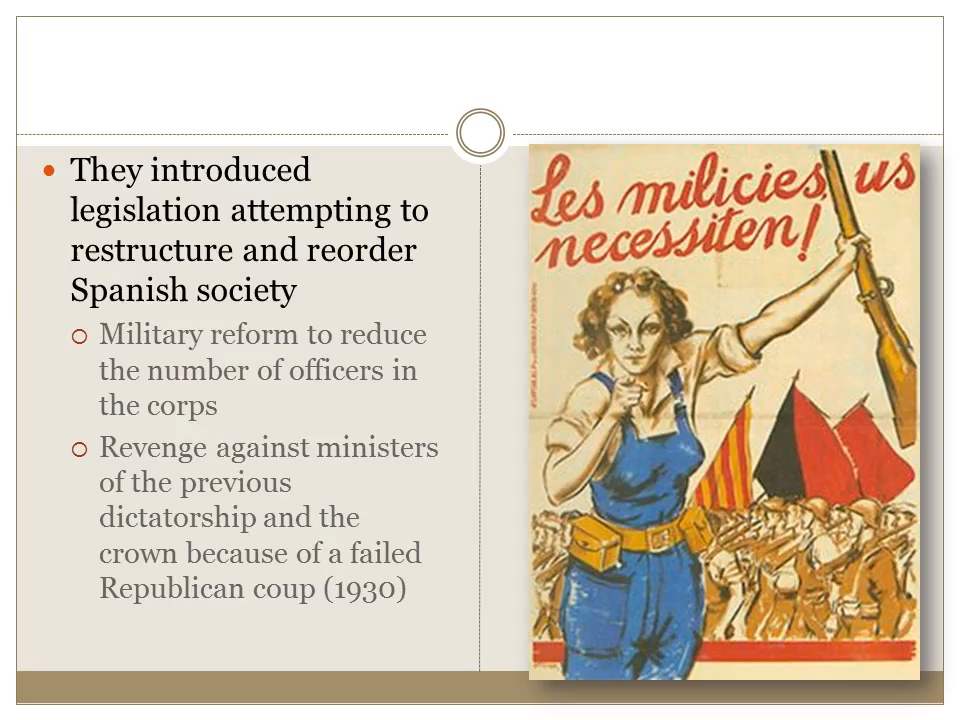 They introduced
legislation attempting to
restructure and reorder
Spanish society
Military reform to reduce
the number of officers in
the corps
Revenge against ministers
of the previous
dictatorship and the
crown because of a failed
Republican coup (1930)
Les milicies, us
necessiten!